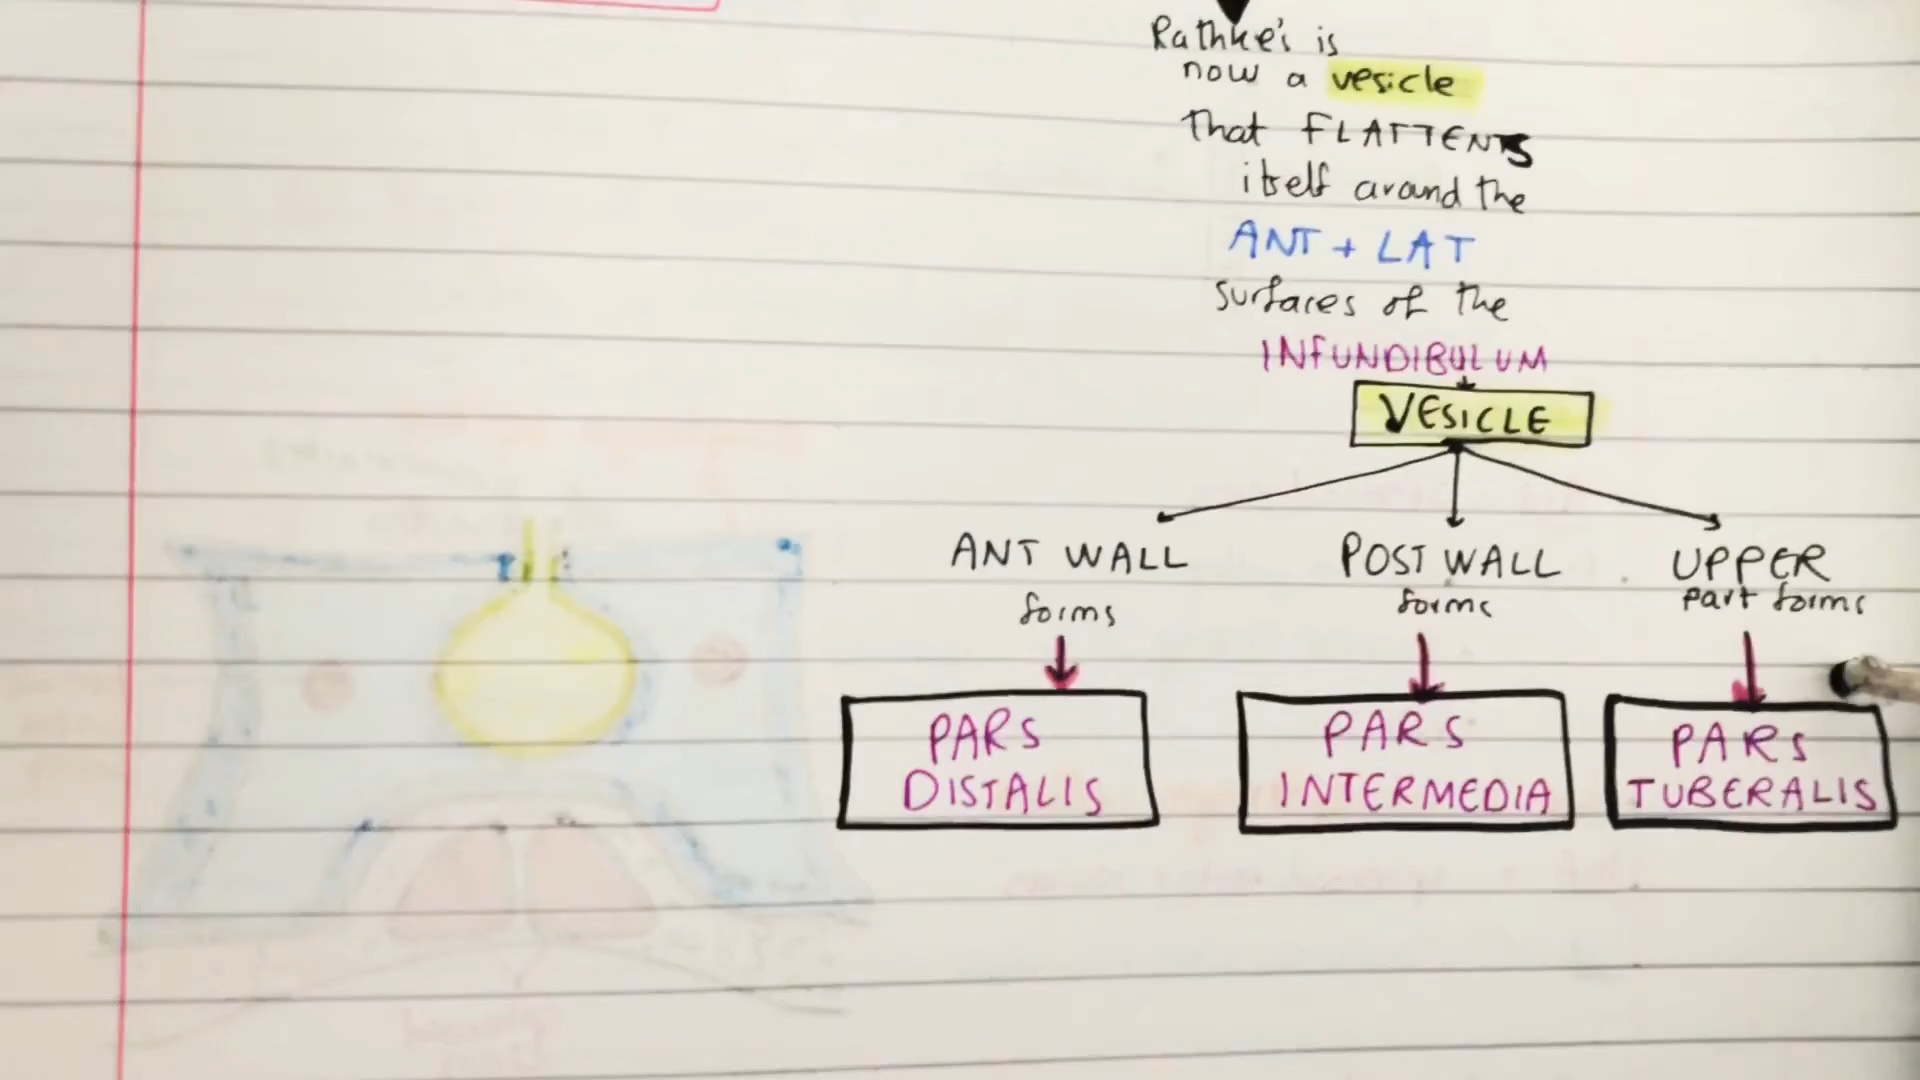 Rathke's is
now a vesicle
that FLATTENS
itself around the
ANT + LAT
surfaces of the
INFUNDIBULUM
VESICLE
ANT WALL
forms
PARS
DISTALIS
POST WALL
forms
PARS
INTERMEDIA
UPPER
part forms
PARS
TUBERALIS